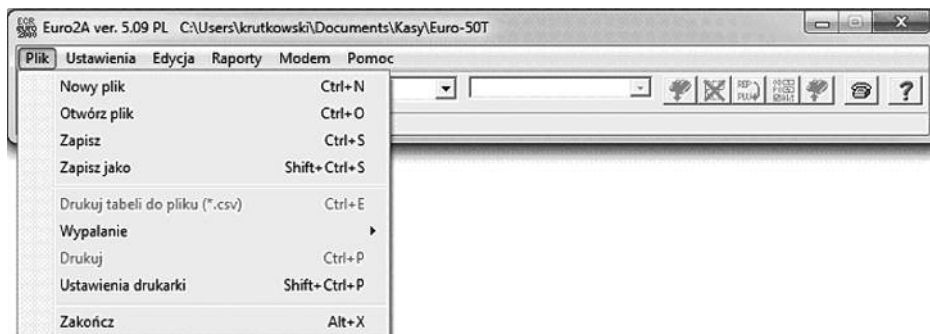 Euro2A ver. 5.09 PL C:\Users\krutkowski\Documents\Kasy\Euro-50T
Plik Ustawienia Edycja Raporty Modem Pomoc
Nowy plik Ctrl+N
Otwórz plik Ctrl+O
Zapisz Ctrl+S
Zapisz jako Shift+Ctrl+S
Drukuj tabeli do pliku (*.csv) Ctrl+E
Wypalanie
Drukuj Ctrl+P
Ustawienia drukarki Shift+Ctrl+P
Zakończ Alt+X